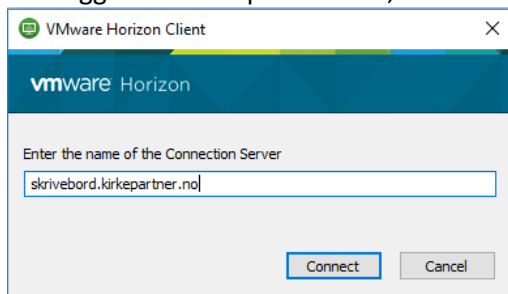 VMware Horizon Client
vmware Horizon
Enter the name of the Connection Server
skrivebord.kirkepartner.no
Connect Cancel